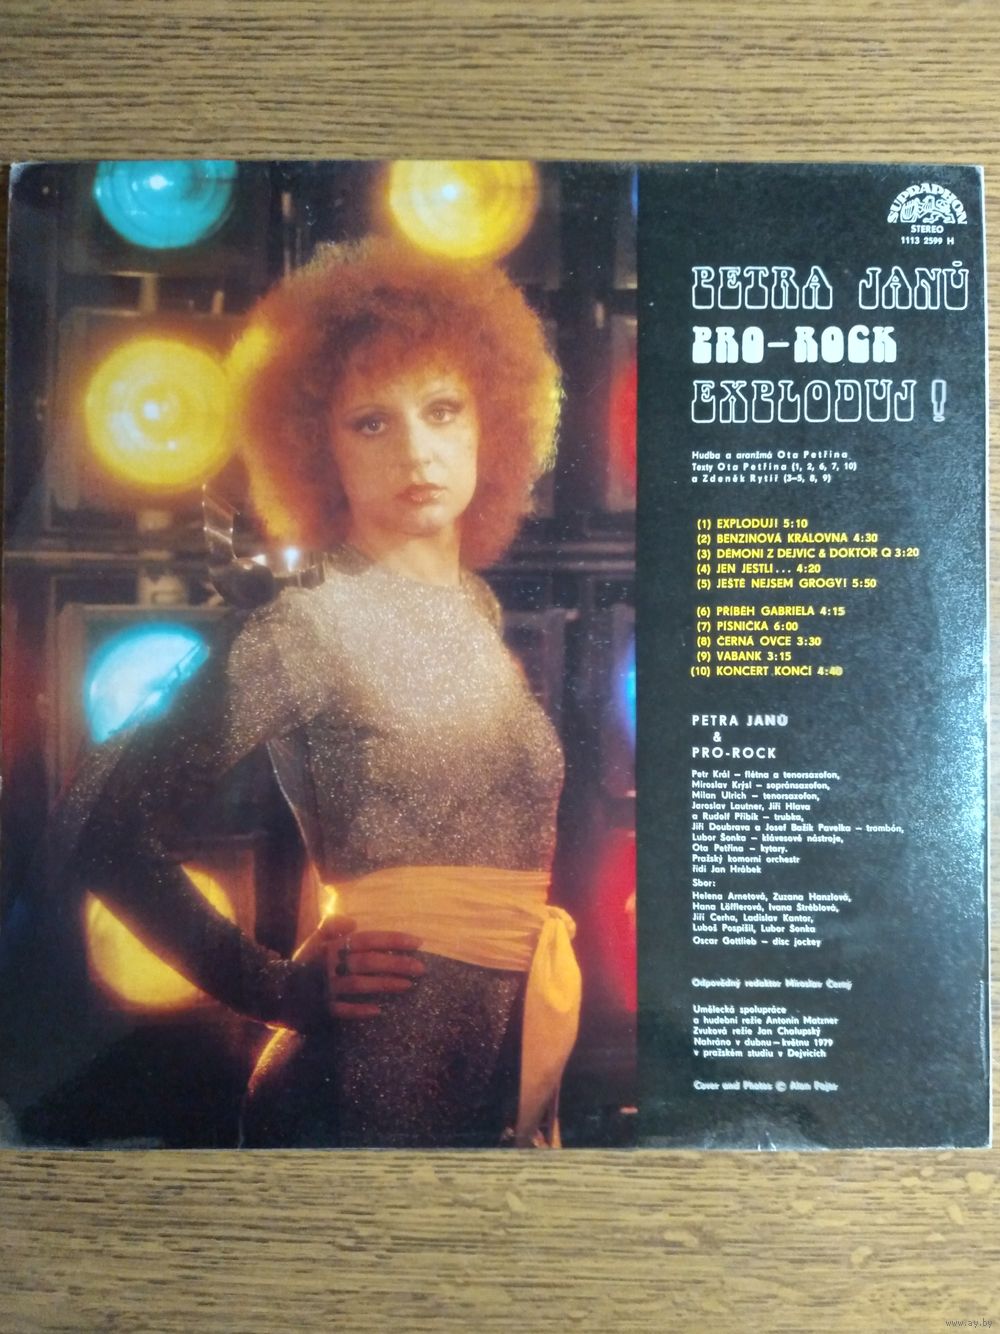 SUPRAPHON
STEREO
1113 2599 H
PETRA JANŮ
PRO-ROCK
EXPLODUJ!
Hudba a aranžmá Ota Petřina
Texty Ota Petřina (1, 2, 6, 7, 10)
a Zdeněk Rytíř (3–5, 8, 9)
(1) EXPLODUJ! 5:10
(2) BENZINOVÁ KRÁLOVNA 4:30
(3) DÉMONI Z DEJVIC & DOKTOR Q 3:20
(4) JEN JESTLI... 4:20
(5) JEŠTĚ NEJSEM GROGY! 5:50
(6) PŘÍBĚH GABRIELA 4:15
(7) PÍSNIČKA 6:00
(8) ČERNÁ OVCE 3:30
(9) VABANK 3:15
(10) KONCERT KONČÍ 4:40
PETRA JANŮ
&
PRO-ROCK
Petr Král – flétna a tenorsaxofon,
Miroslav Krýsl – sopránsaxofon,
Milan Ulrich – tenorsaxofon,
Jaroslav Lautner, Jiří Hlava
a Rudolf Přibík – trubka,
Jiří Doubrava a Josef Bažík Pavelka – trombón,
Lubor Šonka – klávesové nástroje,
Ota Petřina – kytary.
Pražský komorní orchestr
řídí Jan Hrábek
Sbor:
Helena Arnetová, Zuzana Hanzlová,
Hana Löfflerová, Ivana Štréblová,
Jiří Cerha, Ladislav Kantor,
Luboš Pospíšil, Lubor Šonka
Oscar Gottlieb – disc jockey
Odpovědný redaktor Miroslav Černý
Umělecká spolupráce
a hudební režie Antonín Matzner
Zvuková režie Jan Chalupský
Nahráno v dubnu – květnu 1979
v pražském studiu v Dejvicích
Cover and Photos © Alan Pajer
www.ay.by